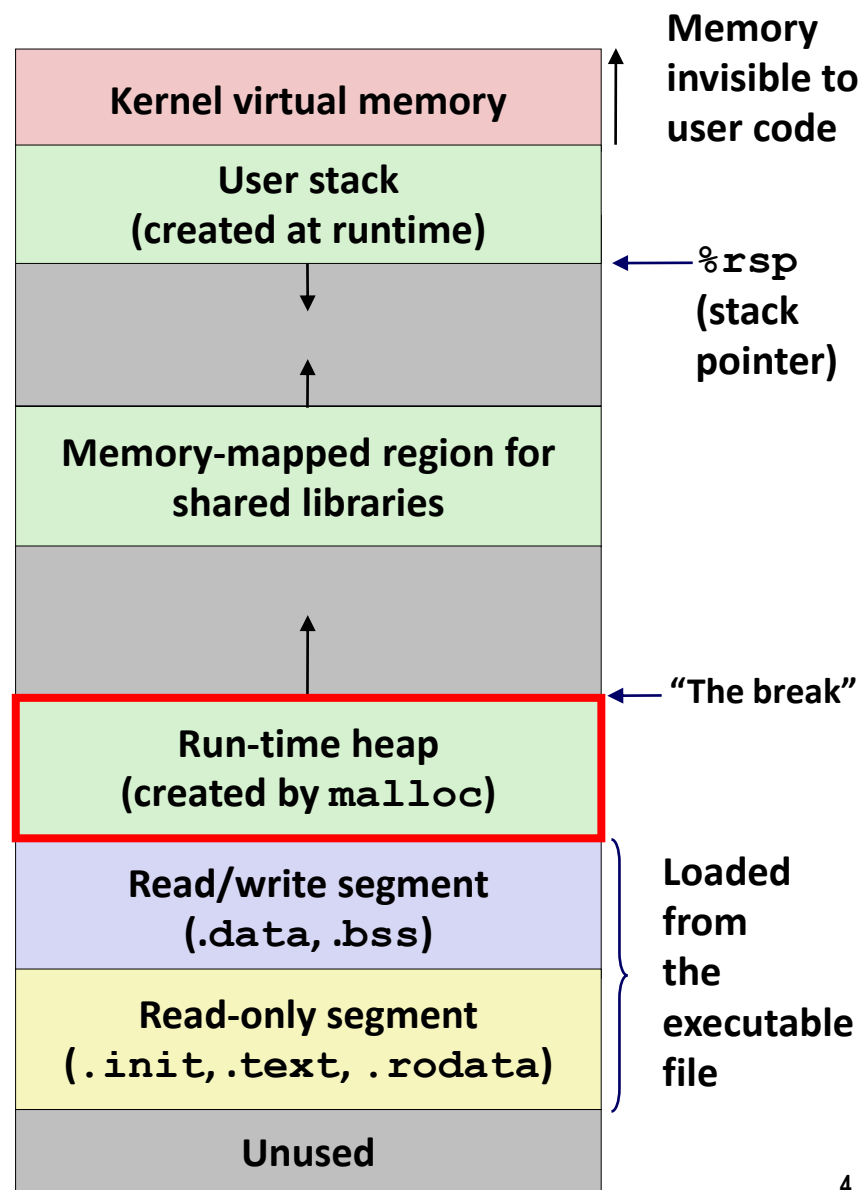 Memory
invisible to
user code
Kernel virtual memory
User stack
(created at runtime)
%rsp
(stack
pointer)
Memory-mapped region for
shared libraries
“The break”
Run-time heap
(created by malloc)
Read/write segment
(.data, .bss)
Read-only segment
(.init, .text, .rodata)
Loaded
from
the
executable
file
Unused
4